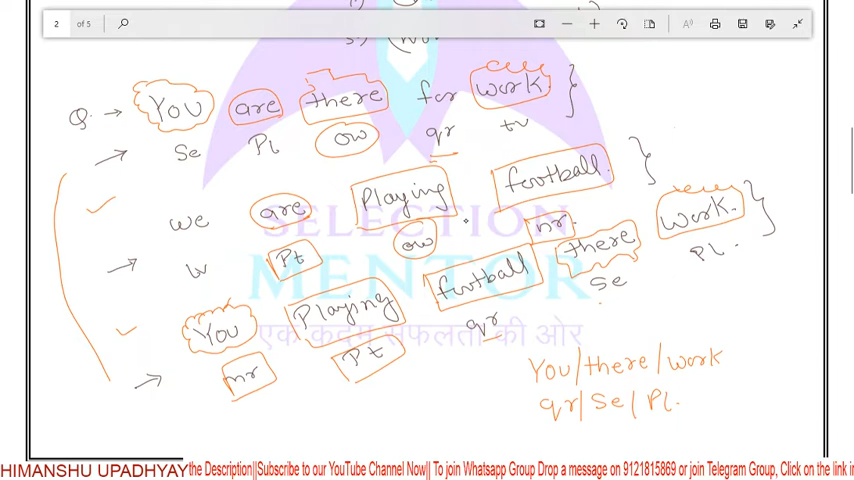 2 of 5
Q. → You are there for work }
→ Se PL ow qr tv
we are Playing football. }
→ lv Pt ow nr.
You Playing football there work. }
→ nr Pt qr Se PL.
You/there/work
qr/Se/PL.
SELECTION
MENTOR
एक कदम सफलता की ओर
HIMANSHU UPADHYAY the Description||Subscribe to our YouTube Channel Now|| To join Whatsapp Group Drop a message on 9121815869 or join Telegram Group, Clicking on the link in